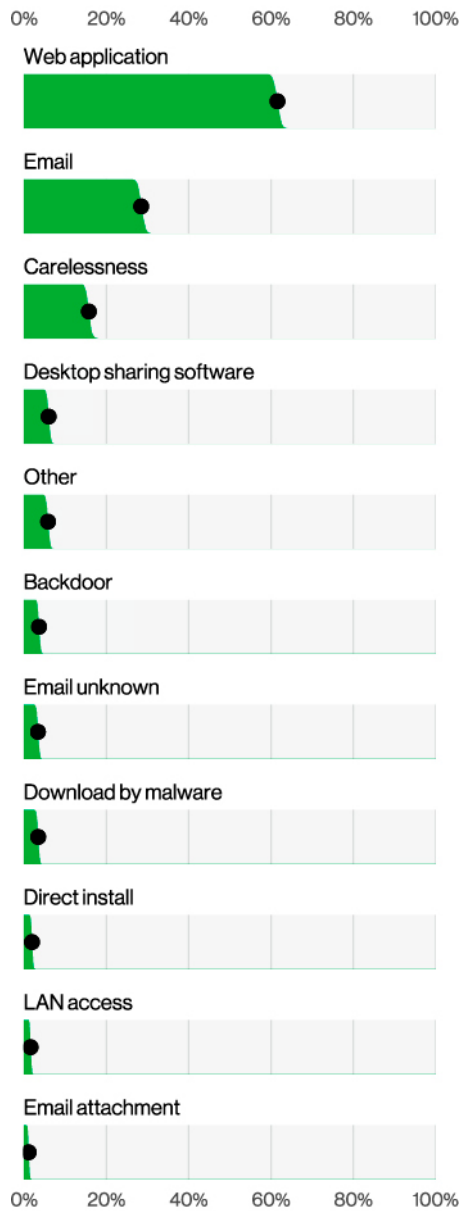 0% 20% 40% 60% 80% 100%
Web application
Email
Carelessness
Desktop sharing software
Other
Backdoor
Email unknown
Download by malware
Direct install
LAN access
Email attachment
0% 20% 40% 60% 80% 100%